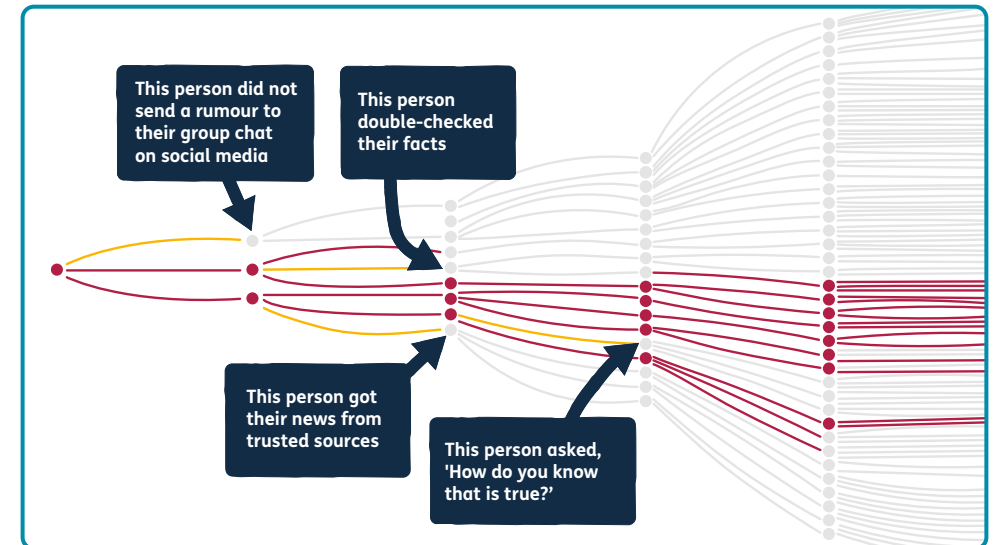 This person did not
send a rumour to
their group chat
on social media
This person
double-checked
their facts
This person got
their news from
trusted sources
This person asked,
'How do you know
that is true?’